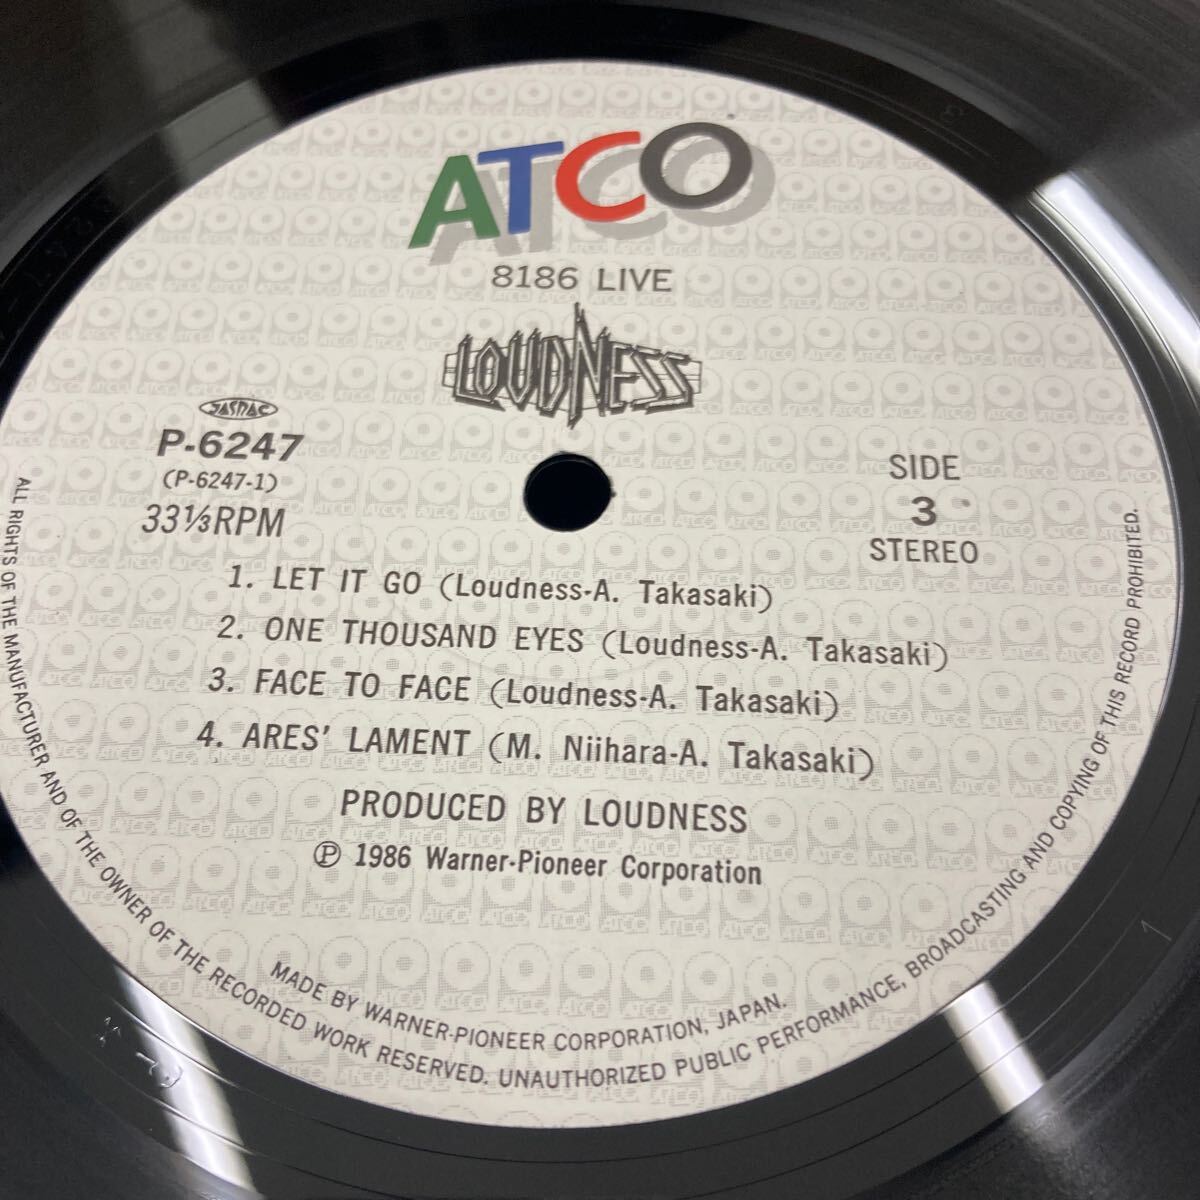 ATCO
8186 LIVE
LOUDNESS
JASRAC
P-6247
(P-6247-1)
33⅓RPM
SIDE
3
STEREO
1. LET IT GO (Loudness-A. Takasaki)
2. ONE THOUSAND EYES (Loudness-A. Takasaki)
3. FACE TO FACE (Loudness-A. Takasaki)
4. ARES' LAMENT (M. Niihara-A. Takasaki)
PRODUCED BY LOUDNESS
℗ 1986 Warner-Pioneer Corporation
MADE BY WARNER-PIONEER CORPORATION, JAPAN.
ALL RIGHTS OF THE MANUFACTURER AND OF THE OWNER OF THE RECORDED WORK RESERVED. UNAUTHORIZED PUBLIC PERFORMANCE, BROADCASTING AND COPYING OF THIS RECORD PROHIBITED.